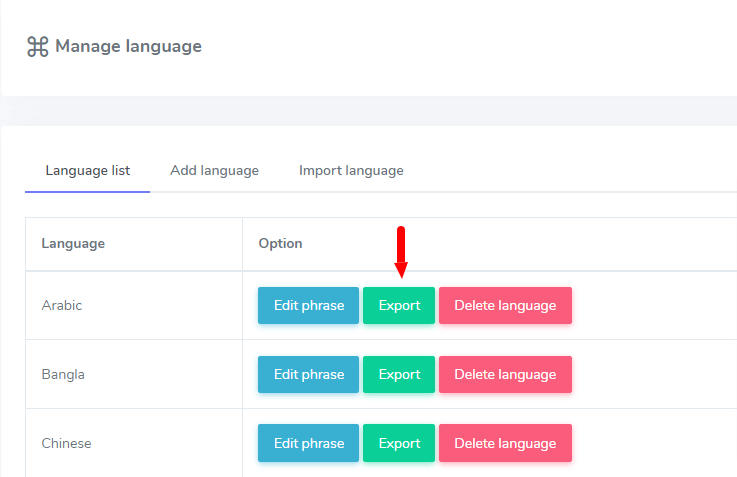 Manage language
Language list Add language Import language
Language Option
Arabic Edit phrase Export Delete language
Bangla Edit phrase Export Delete language
Chinese Edit phrase Export Delete language